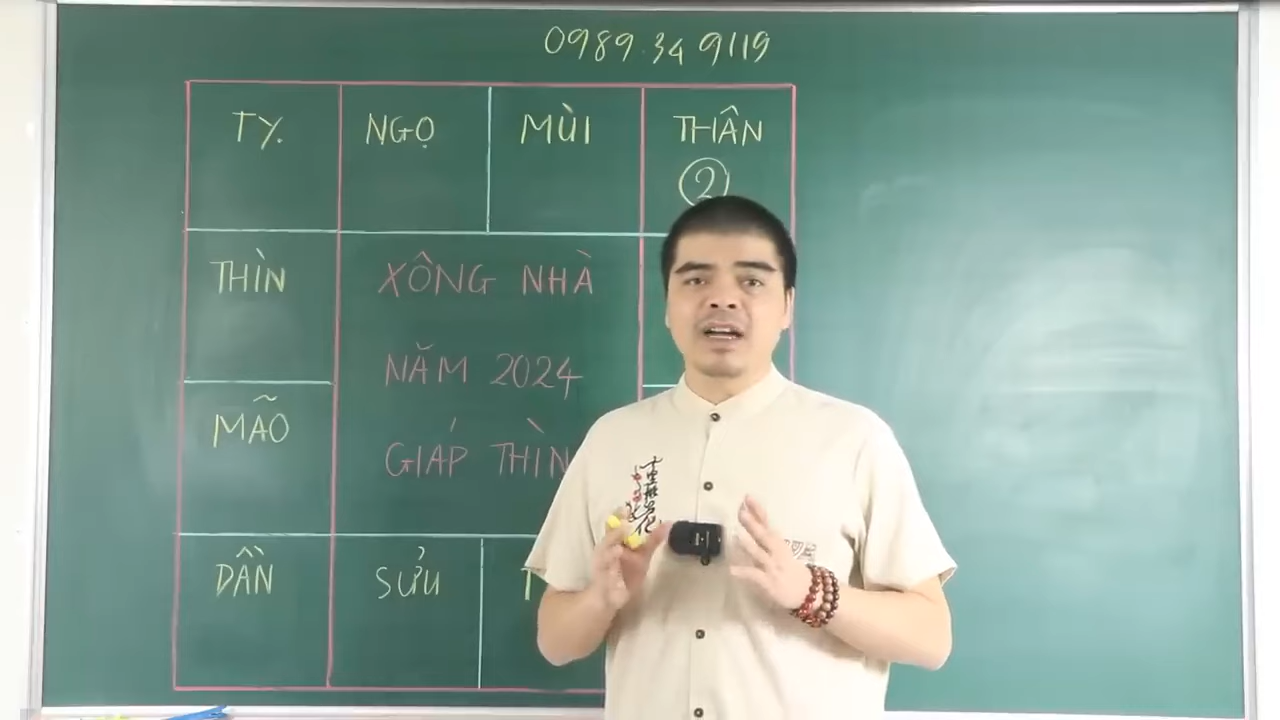 0989.34 9119
TỴ. NGỌ MÙI THÂN
2
THÌN XÔNG NHÀ
NĂM 2024
MÃO GIÁP THÌN
DẦN SỬU